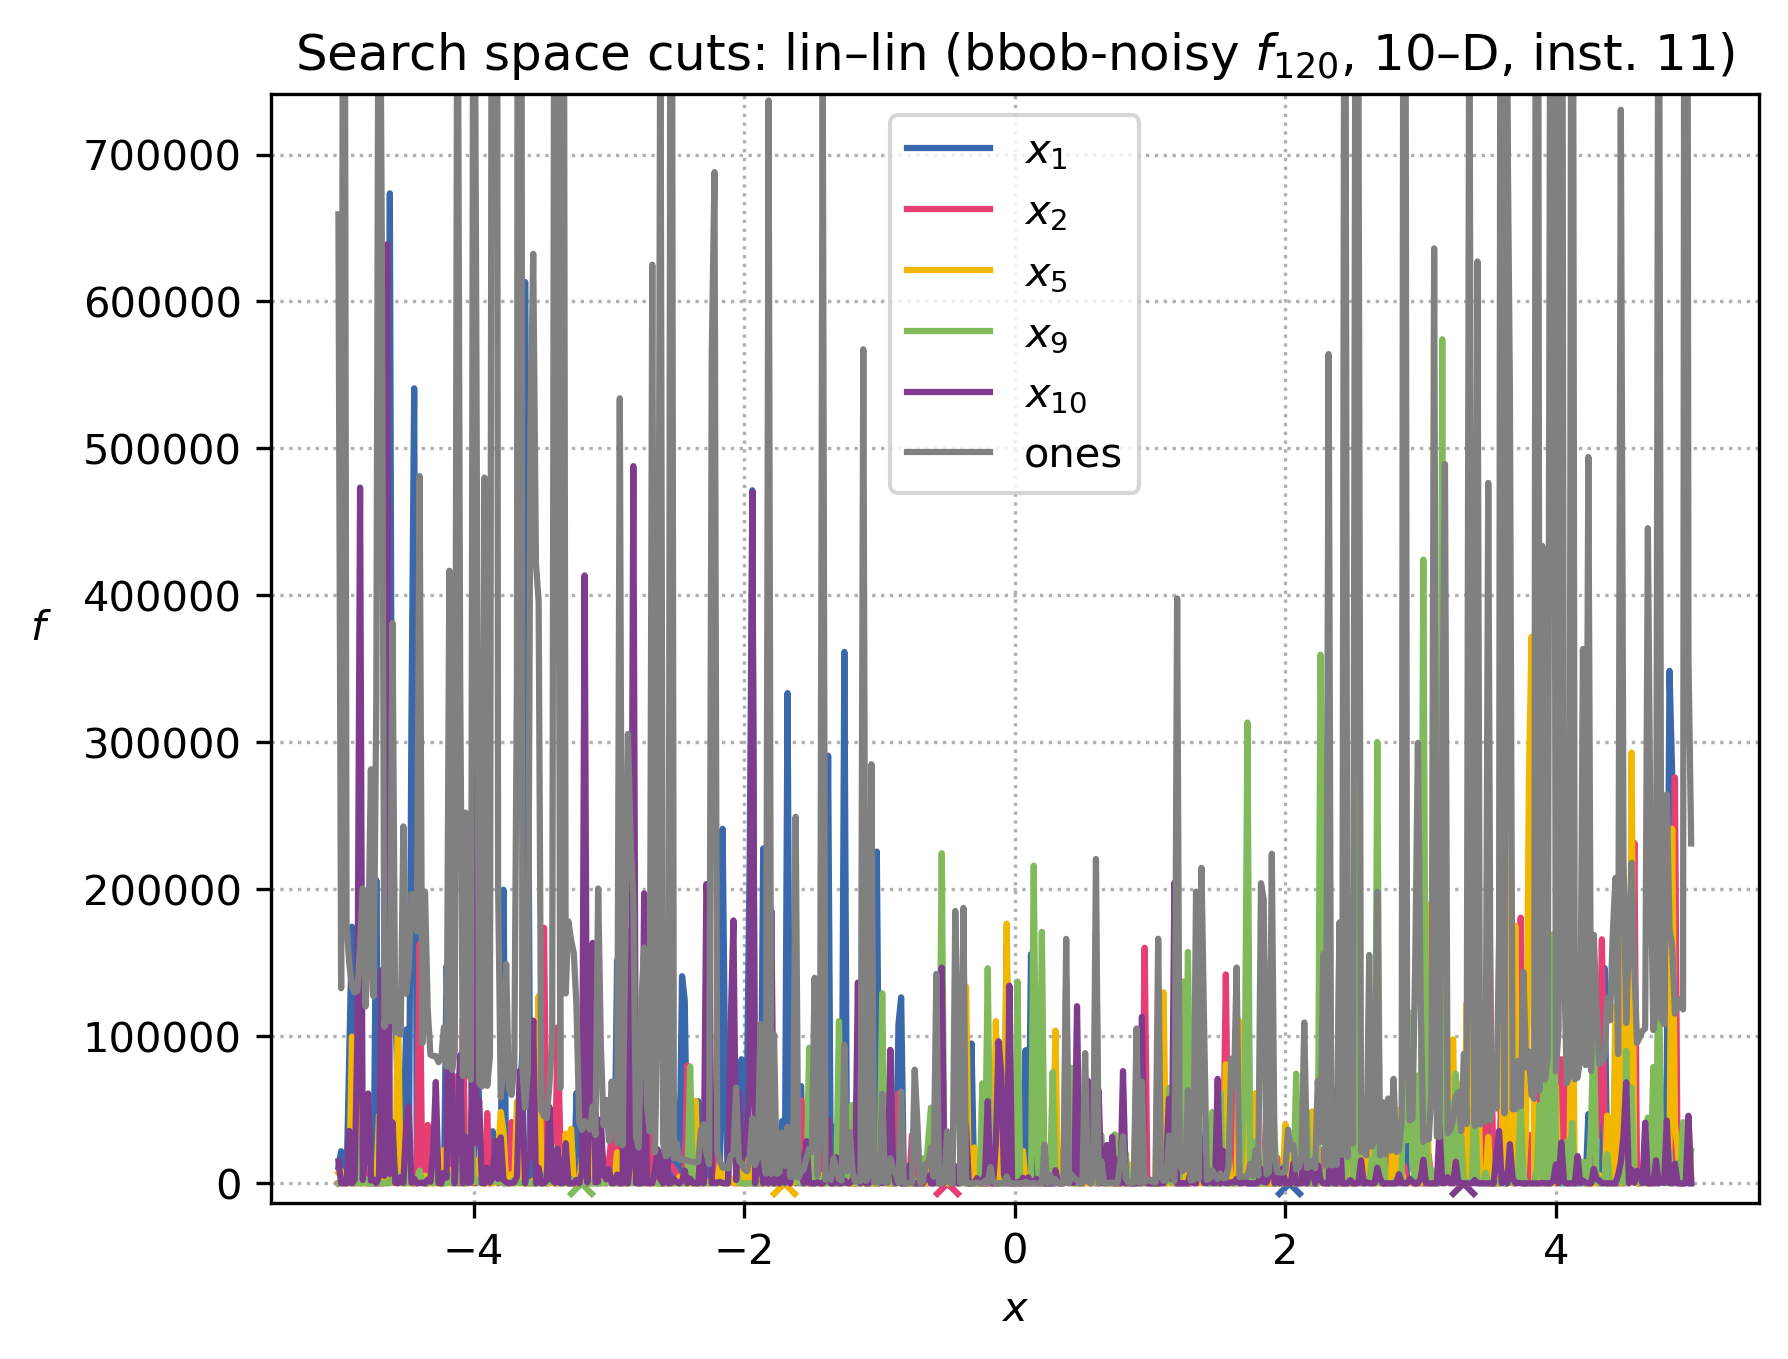 Search space cuts: lin–lin (bbob-noisy f₁₂₀, 10–D, inst. 11)
700000
600000
500000
400000
300000
200000
100000
0
f
x₁
x₂
x₅
x₉
x₁₀
ones
−4
−2
0
2
4
x